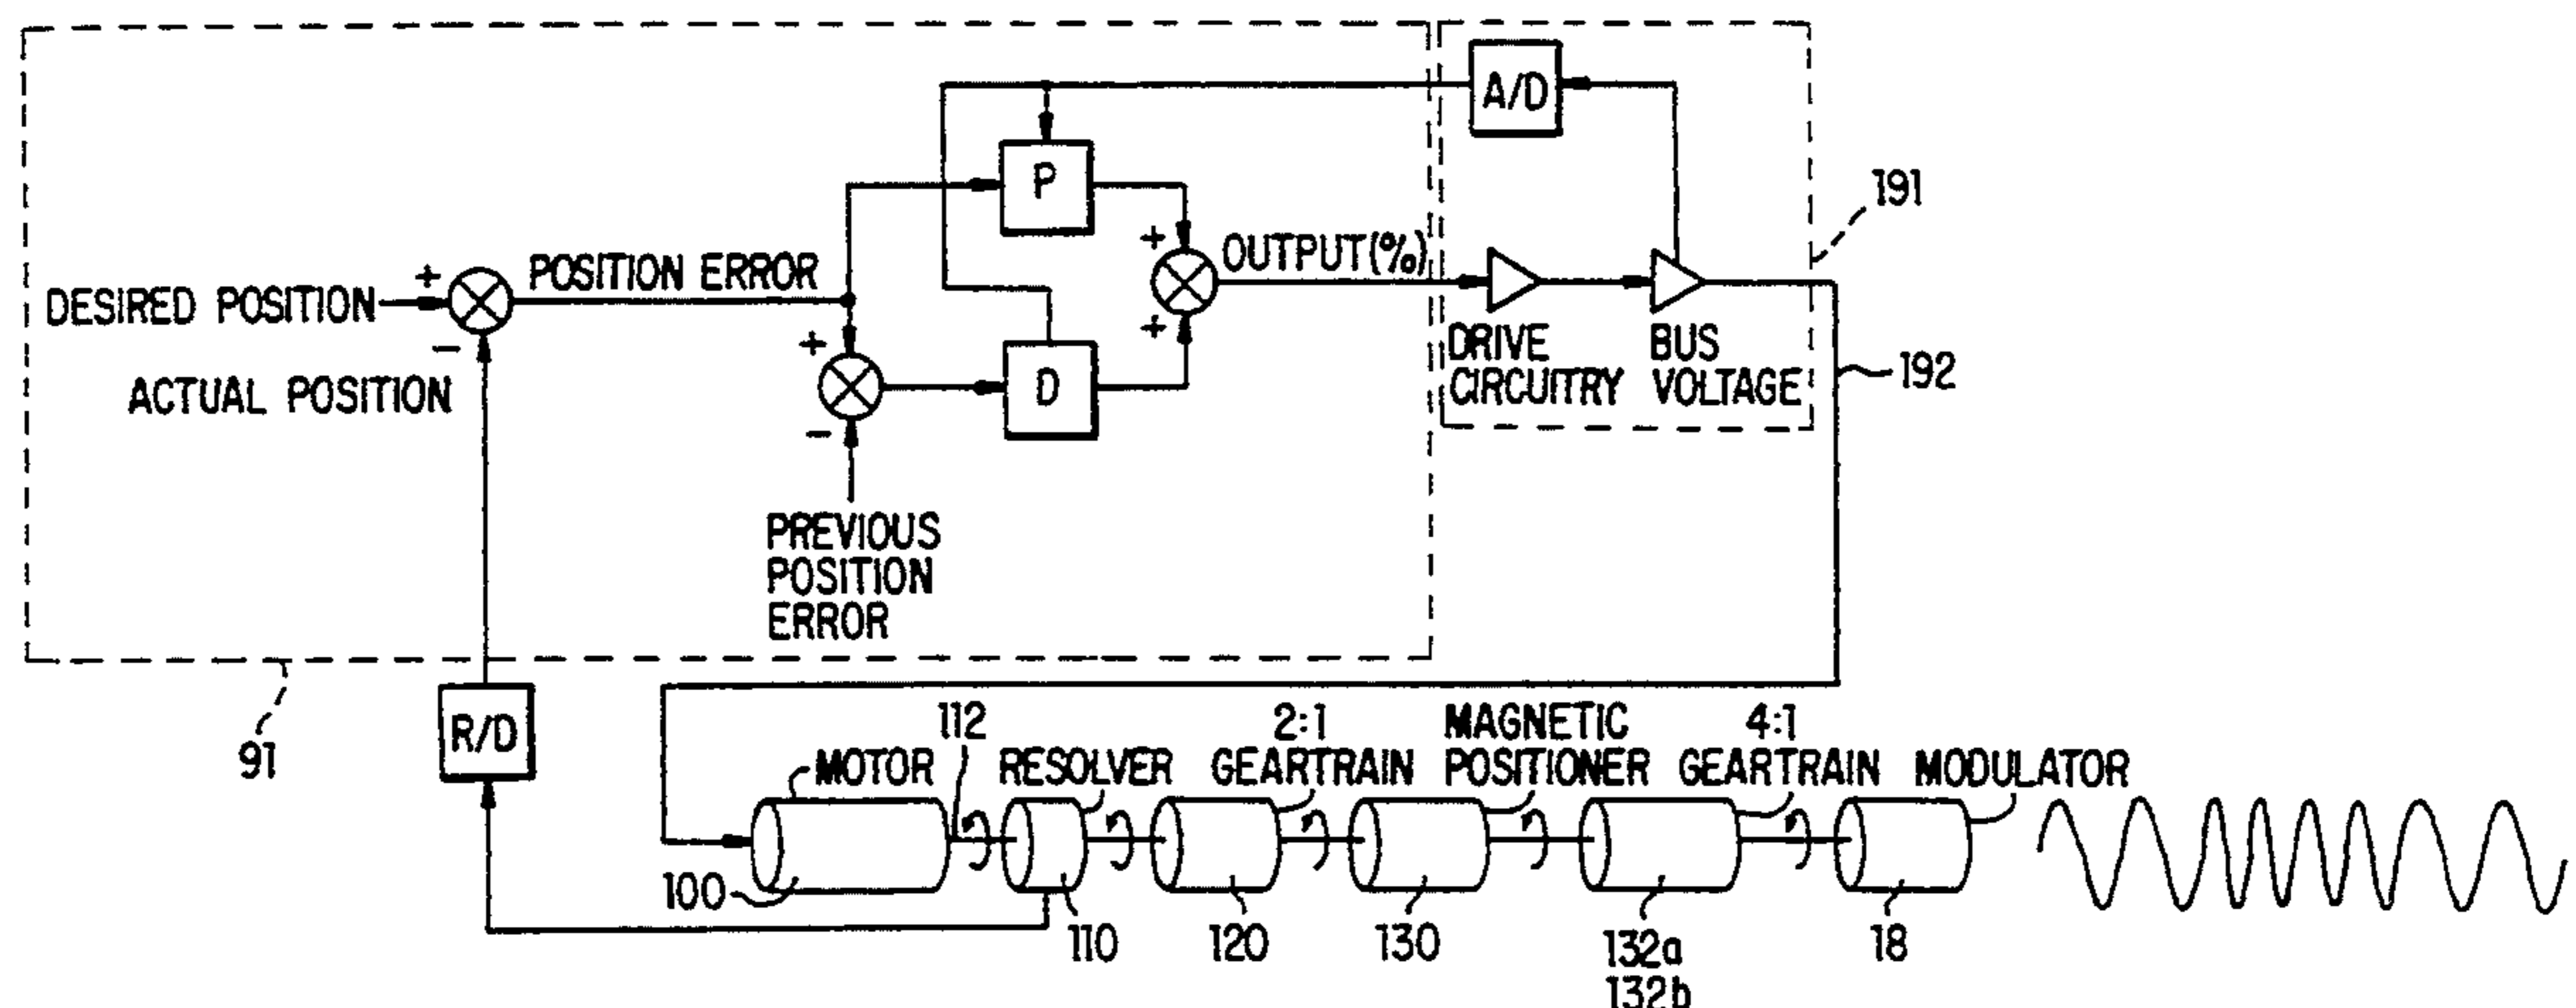 A/D
P
191
+
OUTPUT(%)
+
POSITION ERROR
DESIRED POSITION
+
+
DRIVE
CIRCUITRY
BUS
VOLTAGE
−
ACTUAL POSITION
D
192
−
PREVIOUS
POSITION
ERROR
91
R/D
112
2:1
MAGNETIC
4:1
MOTOR
RESOLVER
GEARTRAIN
POSITIONER
GEARTRAIN
MODULATOR
100
110
120
130
132a
132b
18